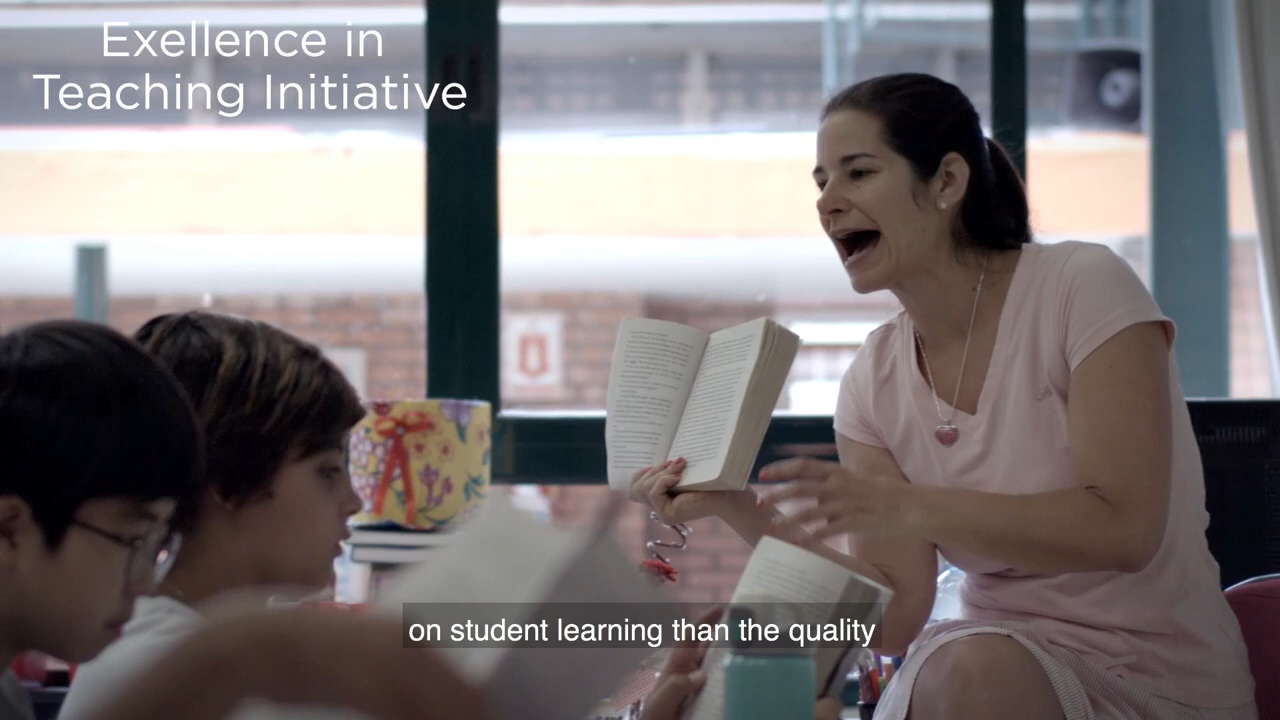 Exellence in
Teaching Initiative
on student learning than the quality